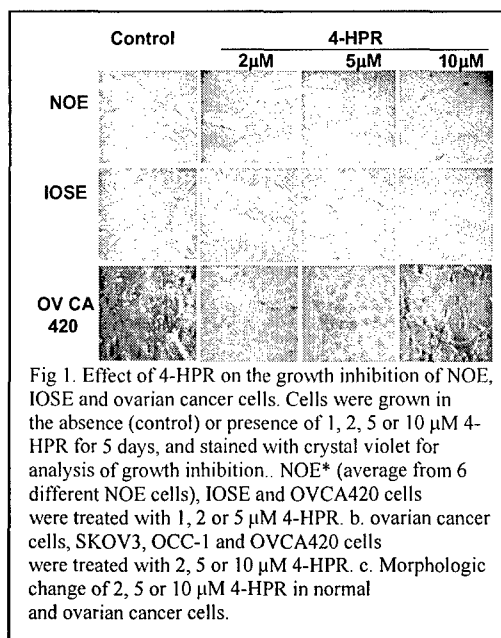 Control 4-HPR
2µM 5µM 10µM
NOE
IOSE
OV CA
420
Fig 1. Effect of 4-HPR on the growth inhibition of NOE,
IOSE and ovarian cancer cells. Cells were grown in
the absence (control) or presence of 1, 2, 5 or 10 µM 4-
HPR for 5 days, and stained with crystal violet for
analysis of growth inhibition.. NOE* (average from 6
different NOE cells), IOSE and OVCA420 cells
were treated with 1, 2 or 5 µM 4-HPR. b. ovarian cancer
cells, SKOV3, OCC-1 and OVCA420 cells
were treated with 2, 5 or 10 µM 4-HPR. c. Morphologic
change of 2, 5 or 10 µM 4-HPR in normal
and ovarian cancer cells.